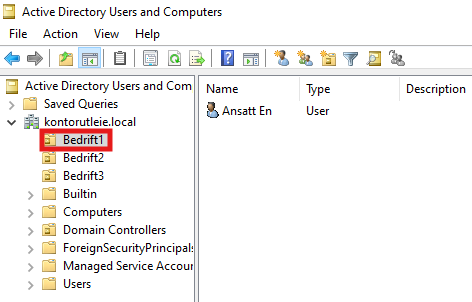 Active Directory Users and Computers
File Action View Help
Active Directory Users and Com
Saved Queries
kontorutleie.local
Bedrift1
Bedrift2
Bedrift3
Builtin
Computers
Domain Controllers
ForeignSecurityPrincipals
Managed Service Accour
Users
Name Type Description
Ansatt En User